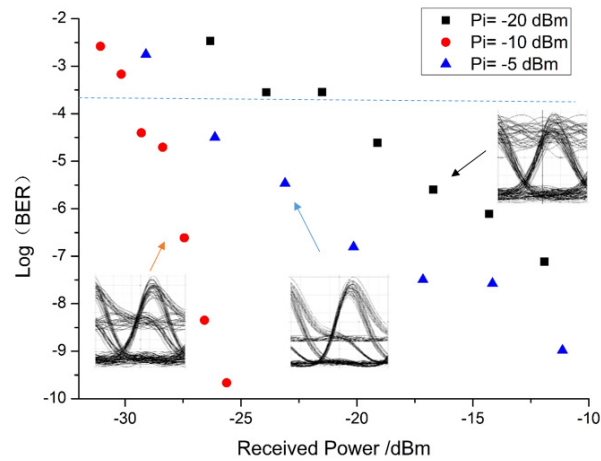 Pi= -20 dBm
Pi= -10 dBm
Pi= -5 dBm
-2
-3
-4
-5
-6
-7
-8
-9
-10
Log（BER）
-30
-25
-20
-15
-10
Received Power /dBm